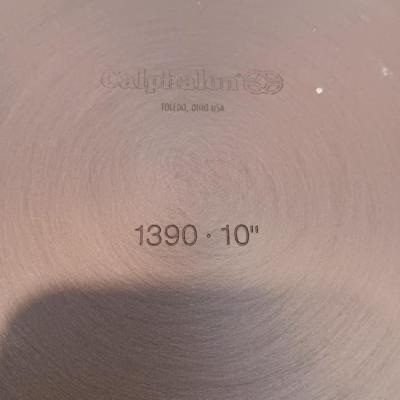 Calphalon
TOLEDO, OHIO USA
1390 · 10"